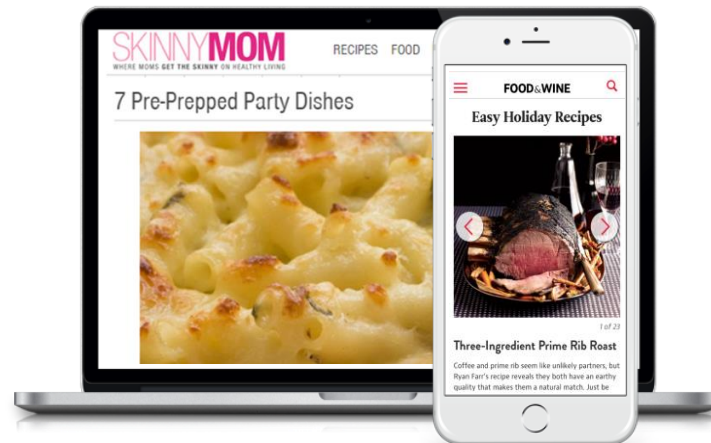 SKINNYMOM
WHERE MOMS GET THE SKINNY ON HEALTHY LIVING
RECIPES FOOD
7 Pre-Prepped Party Dishes
FOOD&WINE
Easy Holiday Recipes
1 of 23
Three-Ingredient Prime Rib Roast
Coffee and prime rib seem like unlikely partners, but
Ryan Farr's recipe reveals they both have an earthy
quality that makes them a natural match. Just be